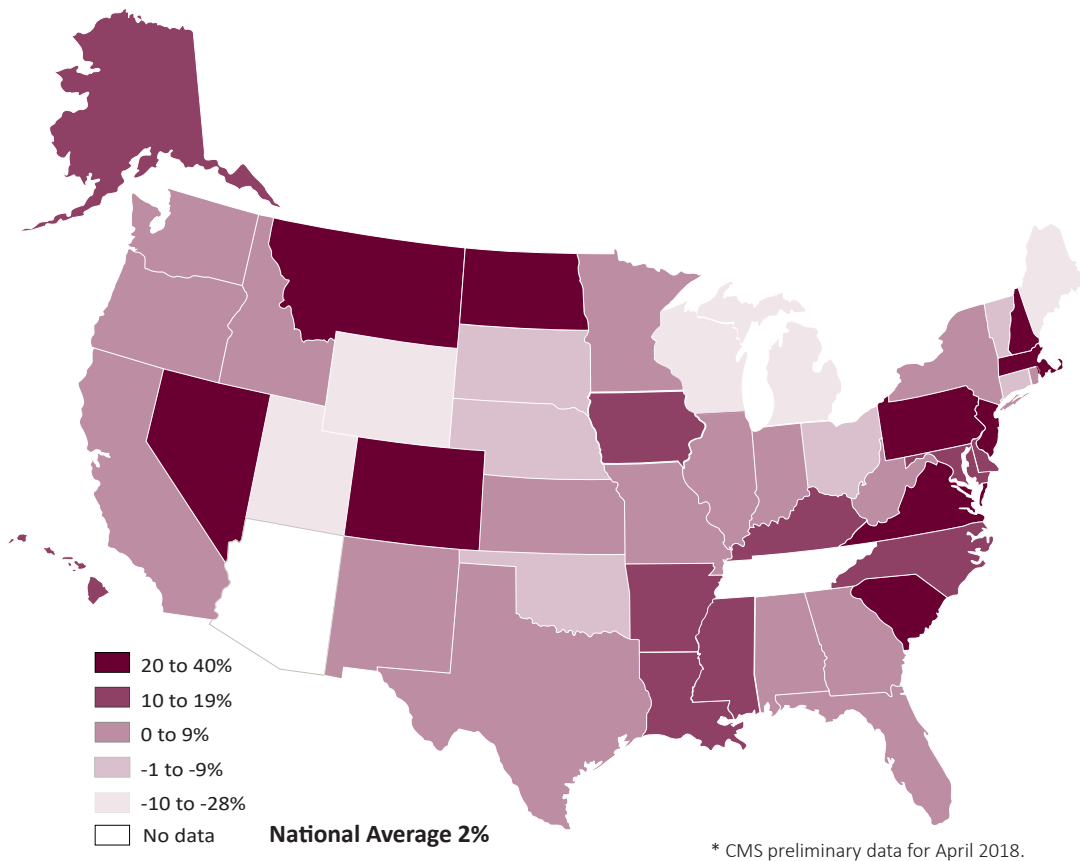 20 to 40%
10 to 19%
0 to 9%
-1 to -9%
-10 to -28%
No data
National Average 2%
* CMS preliminary data for April 2018.